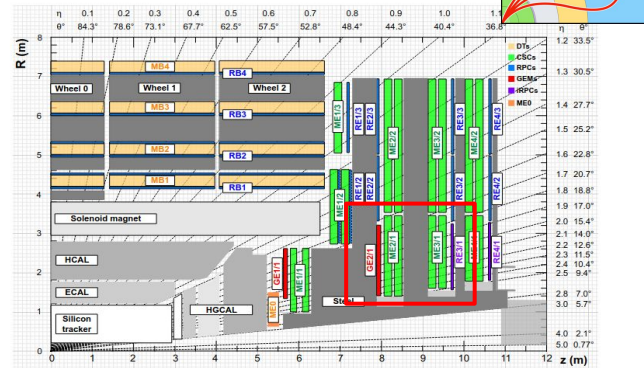 η 0.1 0.2 0.3 0.4 0.5 0.6 0.7 0.8 0.9 1.0 1.1
θ° 84.3° 78.6° 73.1° 67.7° 62.5° 57.5° 52.8° 48.4° 44.3° 40.4° 36.8°
R (m)
8
7
6
5
4
3
2
1
0
MB4
RB4
Wheel 0
Wheel 1
Wheel 2
MB3
RB3
MB2
RB2
MB1
RB1
Solenoid magnet
HCAL
ECAL
Silicon
tracker
HGCAL
Steel
ME0
GE1/1
ME1/1
ME1/2
ME1/3
RE1/3
RE1/2
RE2/3
RE2/2
GE2/1
ME2/2
ME2/1
ME3/2
ME3/1
RE3/3
RE3/2
RE3/1
ME4/2
RE4/3
RE4/2
RE4/1
DTs
CSCs
RPCs
GEMs
iRPCs
ME0
1.2 33.5°
1.3 30.5°
1.4 27.7°
1.5 25.2°
1.6 22.8°
1.7 20.7°
1.8 18.8°
1.9 17.0°
2.0 15.4°
2.1 14.0°
2.2 12.6°
2.3 11.5°
2.4 10.4°
2.5 9.4°
2.8 7.0°
3.0 5.7°
4.0 2.1°
5.0 0.77°
0 1 2 3 4 5 6 7 8 9 10 11 12
z (m)